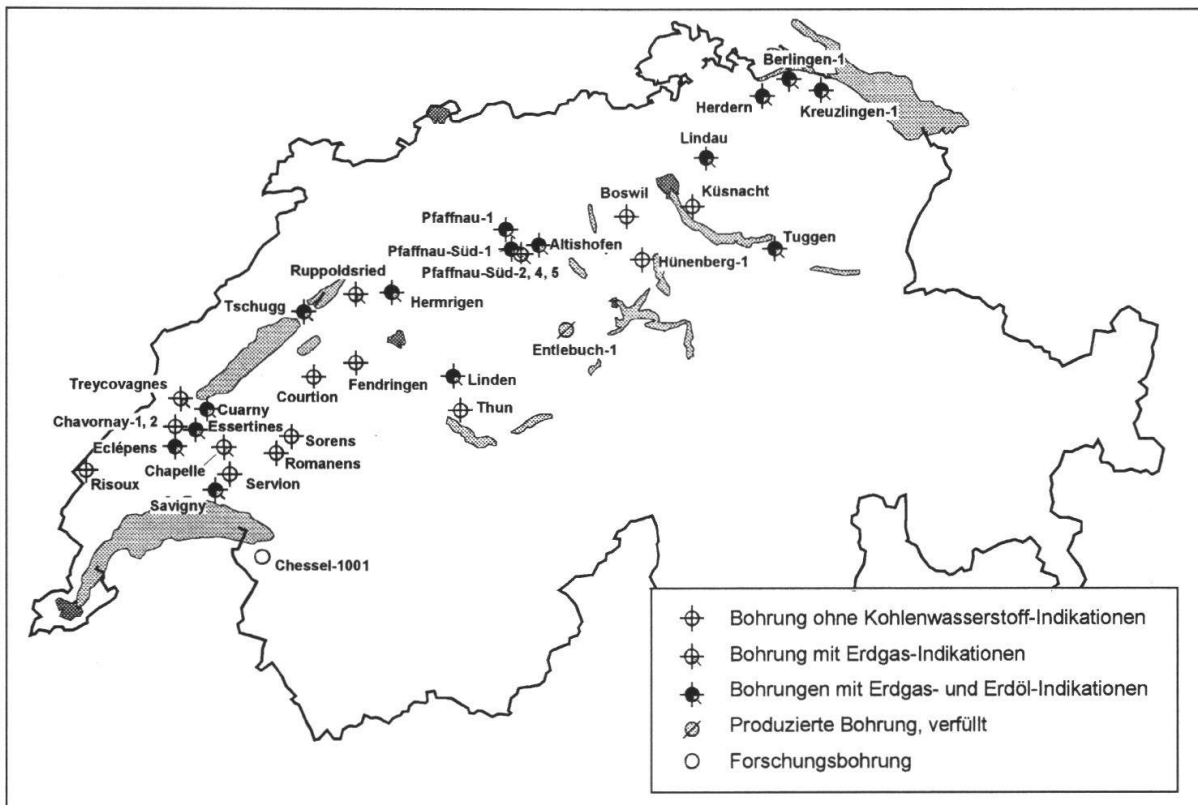 Berlingen-1
Herdern
Kreuzlingen-1
Lindau
Boswil
Küsnacht
Pfaffnau-1
Altishofen
Tuggen
Pfaffnau-Süd-1
Hünenberg-1
Pfaffnau-Süd-2, 4, 5
Ruppoldsried
Hermrigen
Tschugg
Entlebuch-1
Fendringen
Linden
Courtion
Treycovagnes
Cuarny
Thun
Chavornay-1, 2
Essertines
Sorens
Eclépens
Romanens
Chapelle
Risoux
Servion
Savigny
Chessel-1001
Bohrung ohne Kohlenwasserstoff-Indikationen
Bohrung mit Erdgas-Indikationen
Bohrungen mit Erdgas- und Erdöl-Indikationen
Produzierte Bohrung, verfüllt
Forschungsbohrung